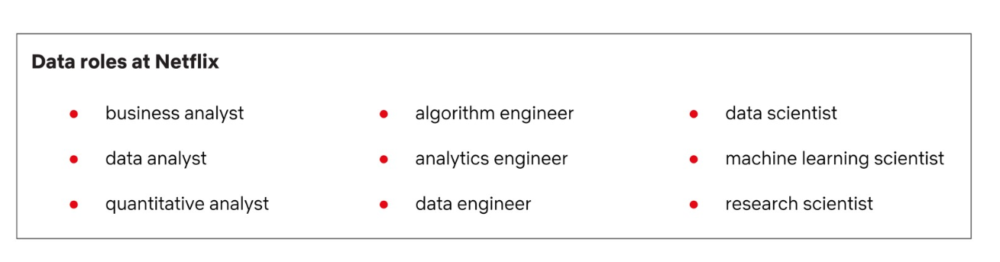 Data roles at Netflix
business analyst
data analyst
quantitative analyst
algorithm engineer
analytics engineer
data engineer
data scientist
machine learning scientist
research scientist